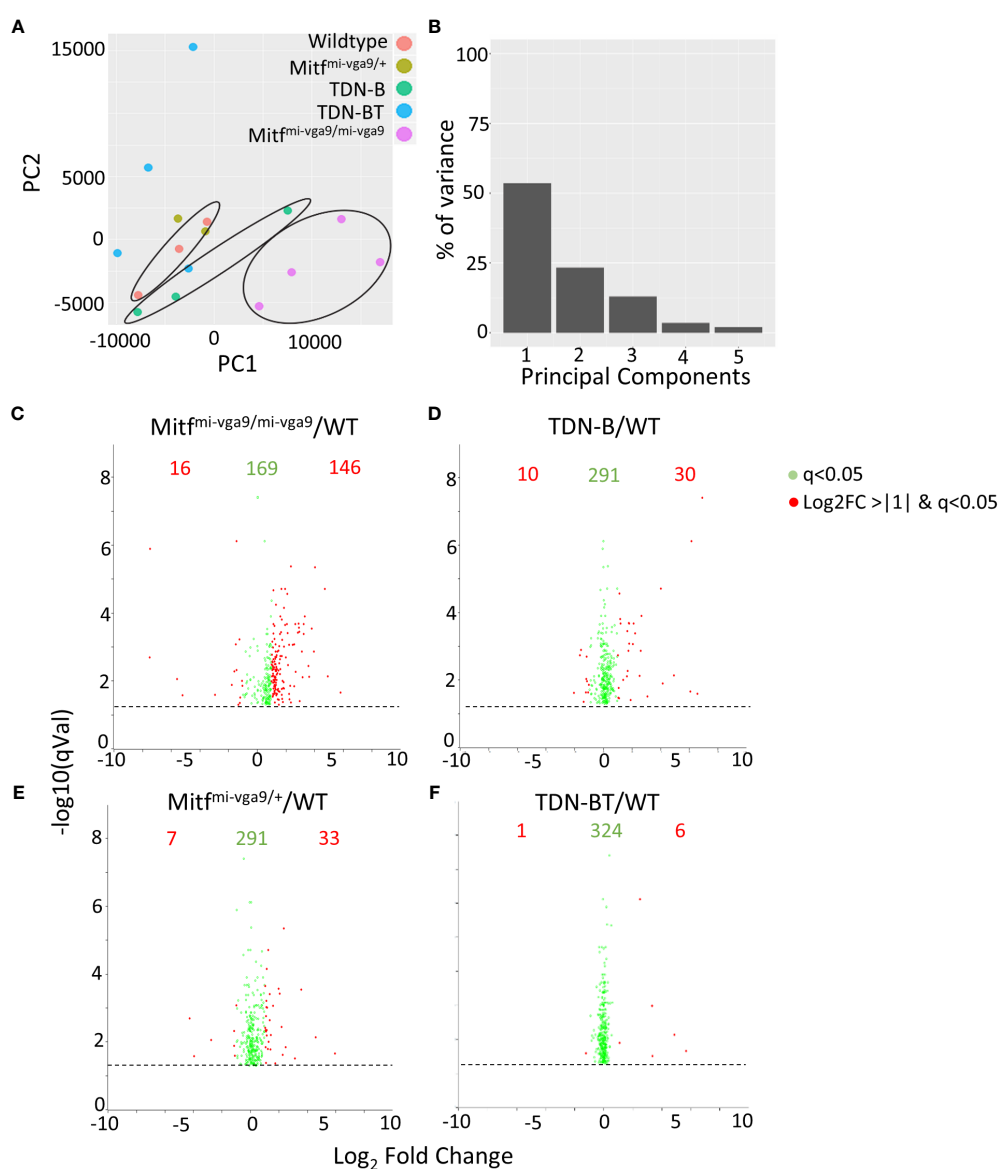 A
15000
5000
0
-5000
PC2
-10000
0
10000
PC1
Wildtype
Mitfmi-vga9/+
TDN-B
TDN-BT
Mitfmi-vga9/mi-vga9
B
100
75
50
25
0
% of variance
1 2 3 4 5
Principal Components
C
Mitfmi-vga9/mi-vga9/WT
16 169 146
8
6
4
2
0
-10 -5 0 5 10
D
TDN-B/WT
10 291 30
8
6
4
2
0
-10 -5 0 5 10
q<0.05
Log2FC >|1| & q<0.05
-log10(qVal)
E
Mitfmi-vga9/+/WT
7 291 33
8
6
4
2
0
-10 -5 0 5 10
F
TDN-BT/WT
1 324 6
8
6
4
2
0
-10 -5 0 5 10
Log2 Fold Change